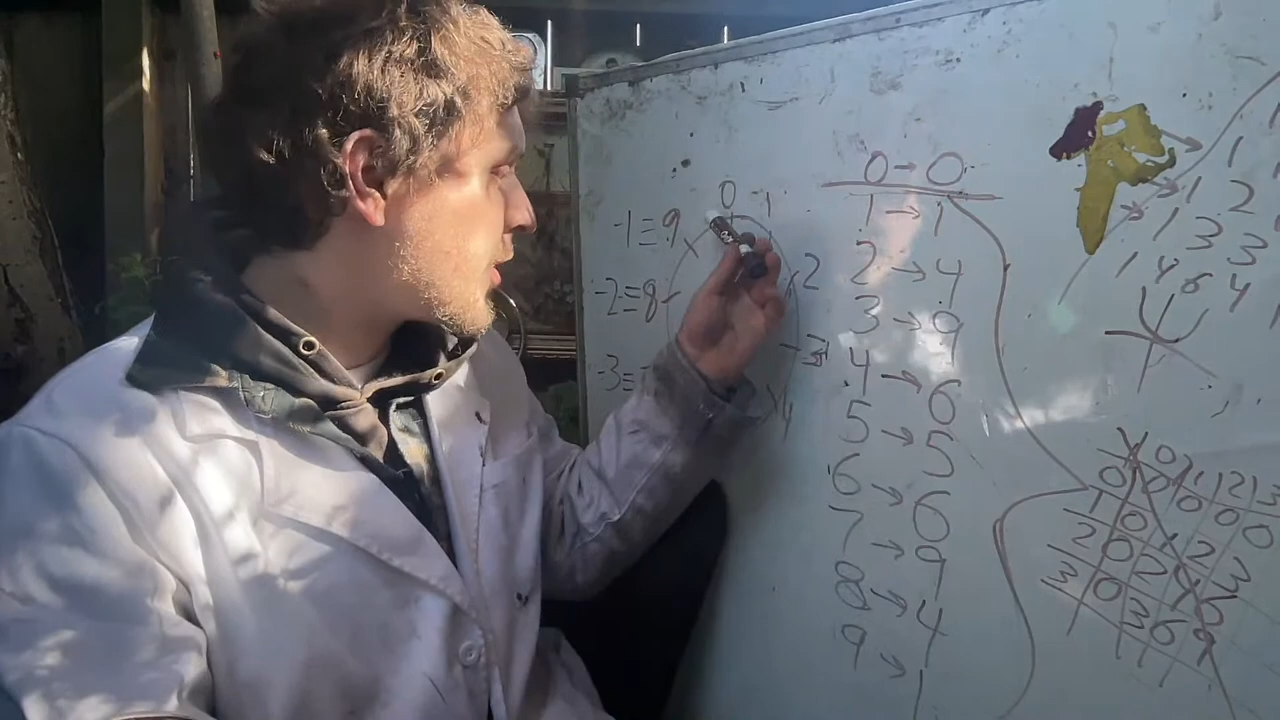 0
1
-1≡9
2
-2≡8
3
-3≡
4
0→0
1→1
2→4
3→9
4→6
5→5
6→6
7→9
8→4
9→1
1
1 2
1 3 3
1 4 6 4
0 1 2 3
0 0 0 0 0
1 0 1 2 3
2 0 2 4 6
3 0 3 6 9